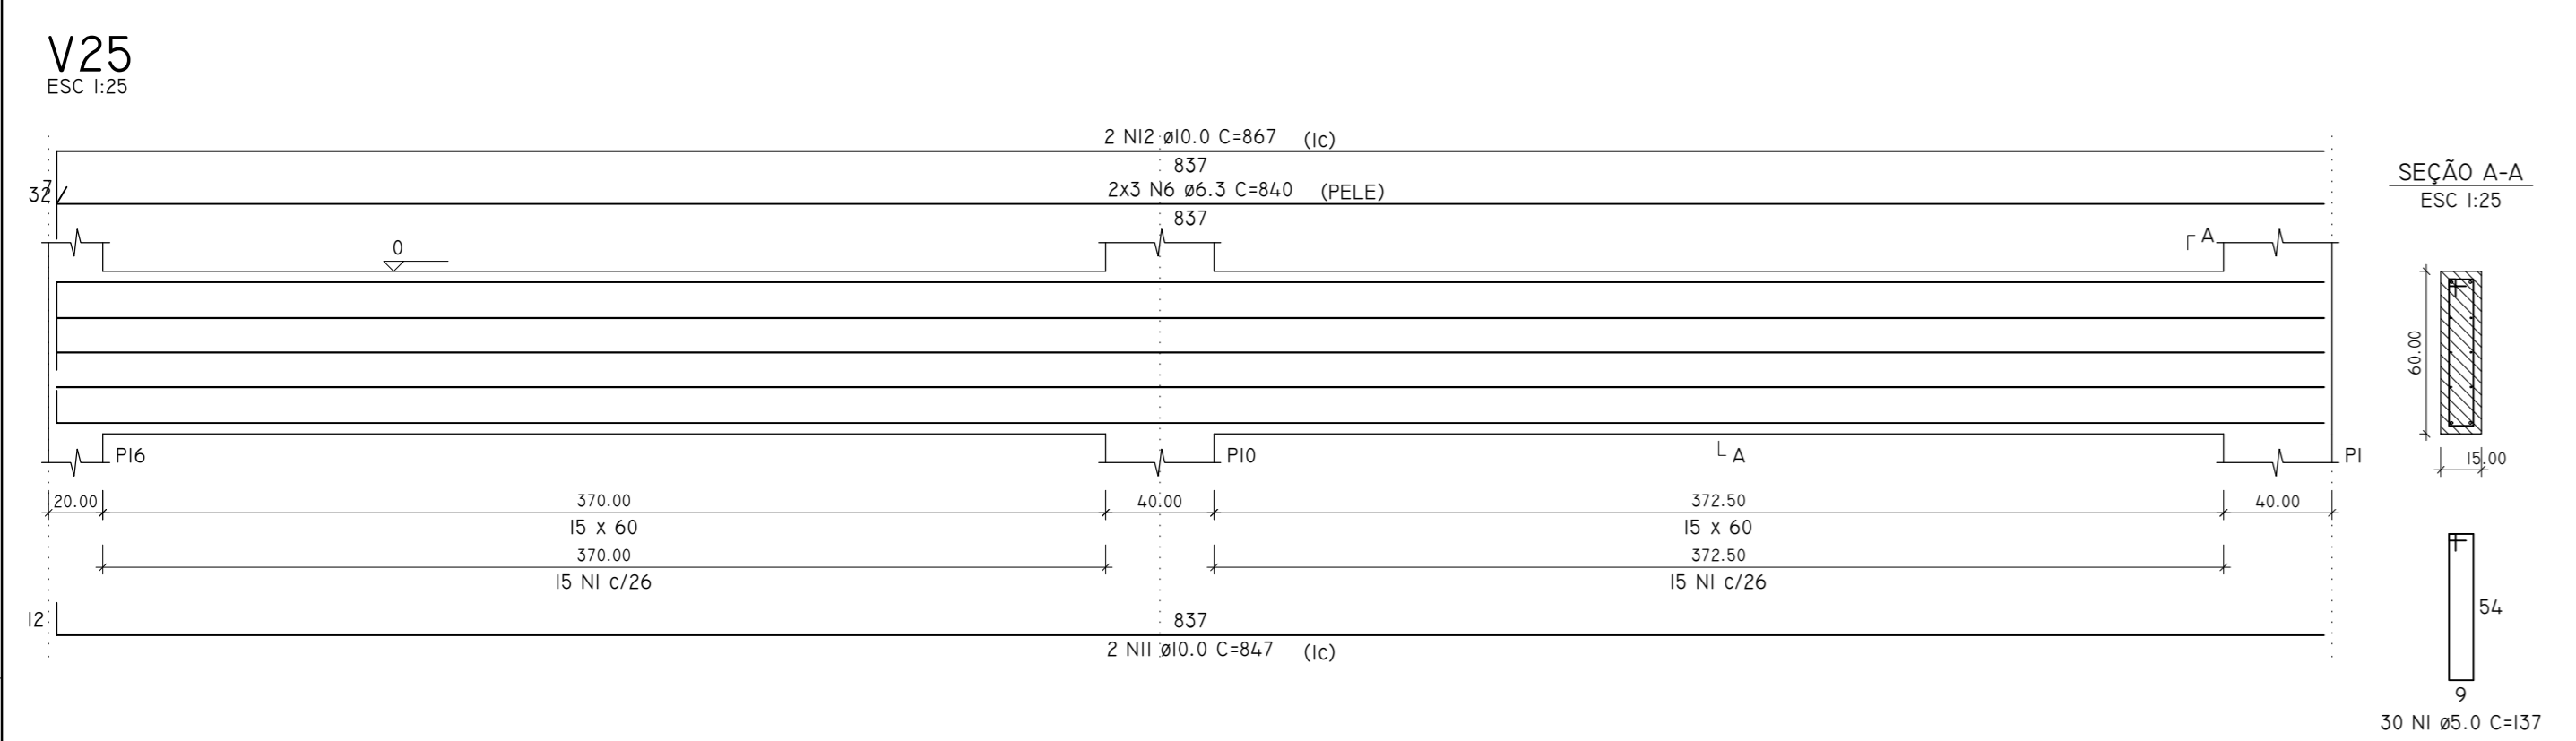 V25
ESC 1:25
2 N12 ø10.0 C=867 (1c)
837
32
7
2x3 N6 ø6.3 C=840 (PELE)
837
SEÇÃO A-A
ESC 1:25
0
A
60.00
15.00
P16
P10
A
P1
20.00
370.00
40.00
372.50
40.00
15 x 60
15 x 60
370.00
372.50
15 N1 c/26
15 N1 c/26
12
837
2 N11 ø10.0 C=847 (1c)
54
9
30 N1 ø5.0 C=137